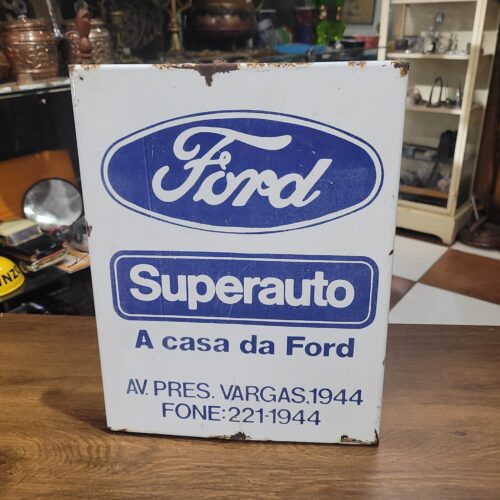 Ford
Superauto
A casa da Ford
AV. PRES. VARGAS,1944
FONE:221-1944